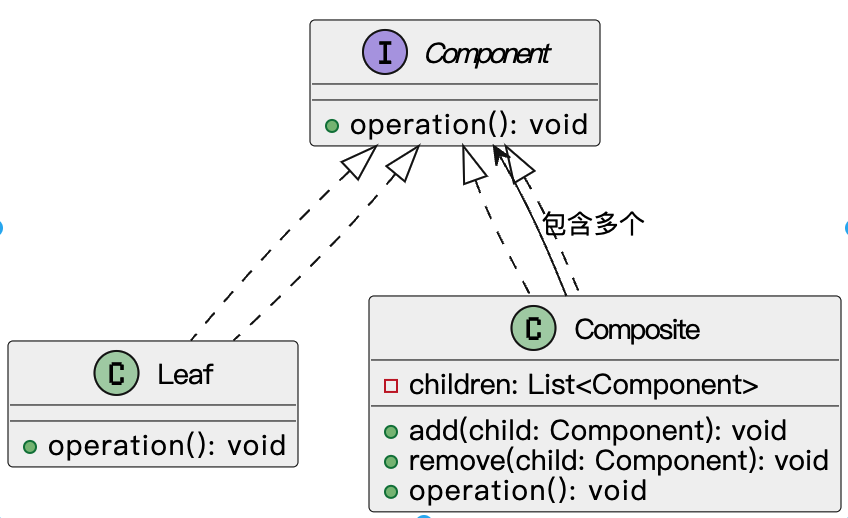 I Component
operation(): void
包含多个
C Leaf
operation(): void
C Composite
children: List<Component>
add(child: Component): void
remove(child: Component): void
operation(): void